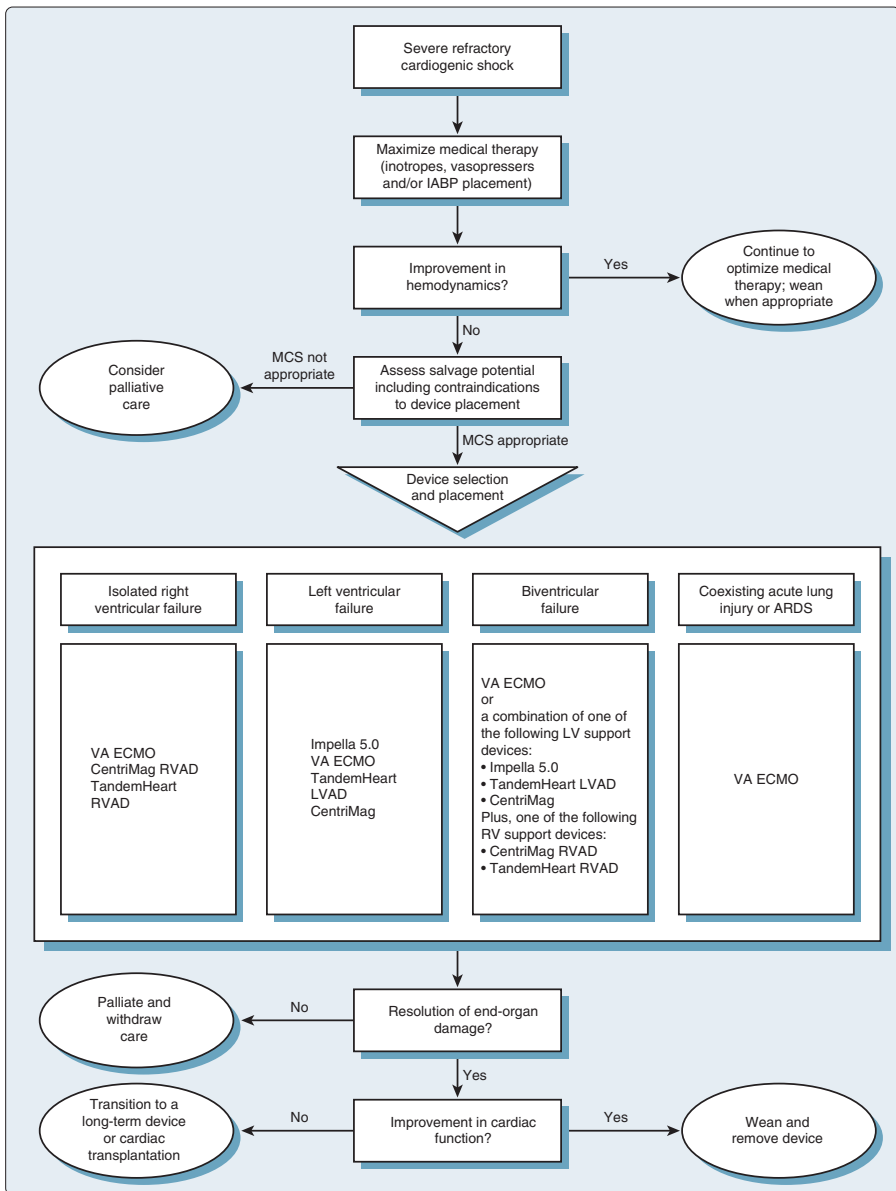 Severe refractory
cardiogenic shock
Maximize medical therapy
(inotropes, vasopressers
and/or IABP placement)
Improvement in
hemodynamics?
Yes
Continue to
optimize medical
therapy; wean
when appropriate
No
Assess salvage potential
including contraindications
to device placement
MCS not
appropriate
Consider
palliative
care
MCS appropriate
Device selection
and placement
Isolated right
ventricular failure
VA ECMO
CentriMag RVAD
TandemHeart
RVAD
Left ventricular
failure
Impella 5.0
VA ECMO
TandemHeart
LVAD
CentriMag
Biventricular
failure
VA ECMO
or
a combination of one of
the following LV support
devices:
• Impella 5.0
• TandemHeart LVAD
• CentriMag
Plus, one of the following
RV support devices:
• CentriMag RVAD
• TandemHeart RVAD
Coexisting acute lung
injury or ARDS
VA ECMO
Resolution of end-organ
damage?
No
Palliate and
withdraw
care
Yes
Improvement in cardiac
function?
No
Transition to a
long-term device
or cardiac
transplantation
Yes
Wean and
remove device